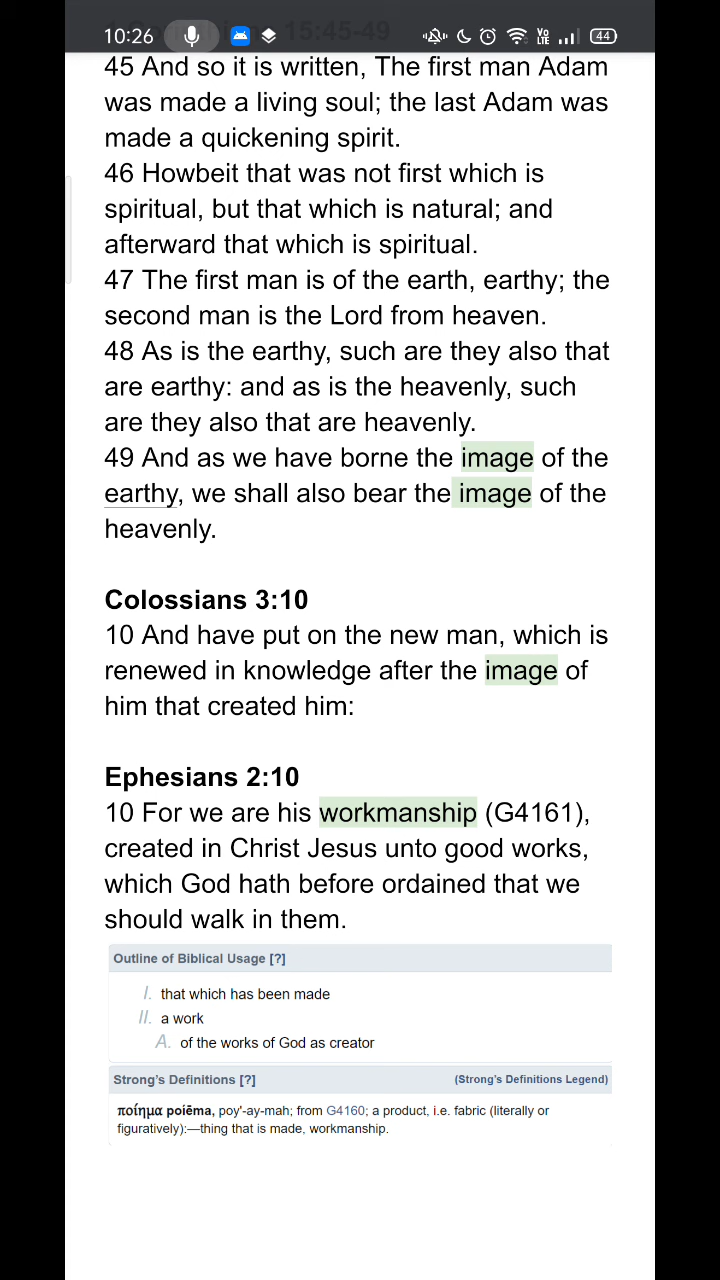 10:26 Vo LTE 44
15:45-49
45 And so it is written, The first man Adam
was made a living soul; the last Adam was
made a quickening spirit.
46 Howbeit that was not first which is
spiritual, but that which is natural; and
afterward that which is spiritual.
47 The first man is of the earth, earthy; the
second man is the Lord from heaven.
48 As is the earthy, such are they also that
are earthy: and as is the heavenly, such
are they also that are heavenly.
49 And as we have borne the image of the
earthy, we shall also bear the image of the
heavenly.
Colossians 3:10
10 And have put on the new man, which is
renewed in knowledge after the image of
him that created him:
Ephesians 2:10
10 For we are his workmanship (G4161),
created in Christ Jesus unto good works,
which God hath before ordained that we
should walk in them.
Outline of Biblical Usage [?]
I. that which has been made
II. a work
A. of the works of God as creator
Strong's Definitions [?] (Strong's Definitions Legend)
ποίημα poíēma, poy'-ay-mah; from G4160; a product, i.e. fabric (literally or
figuratively):—thing that is made, workmanship.